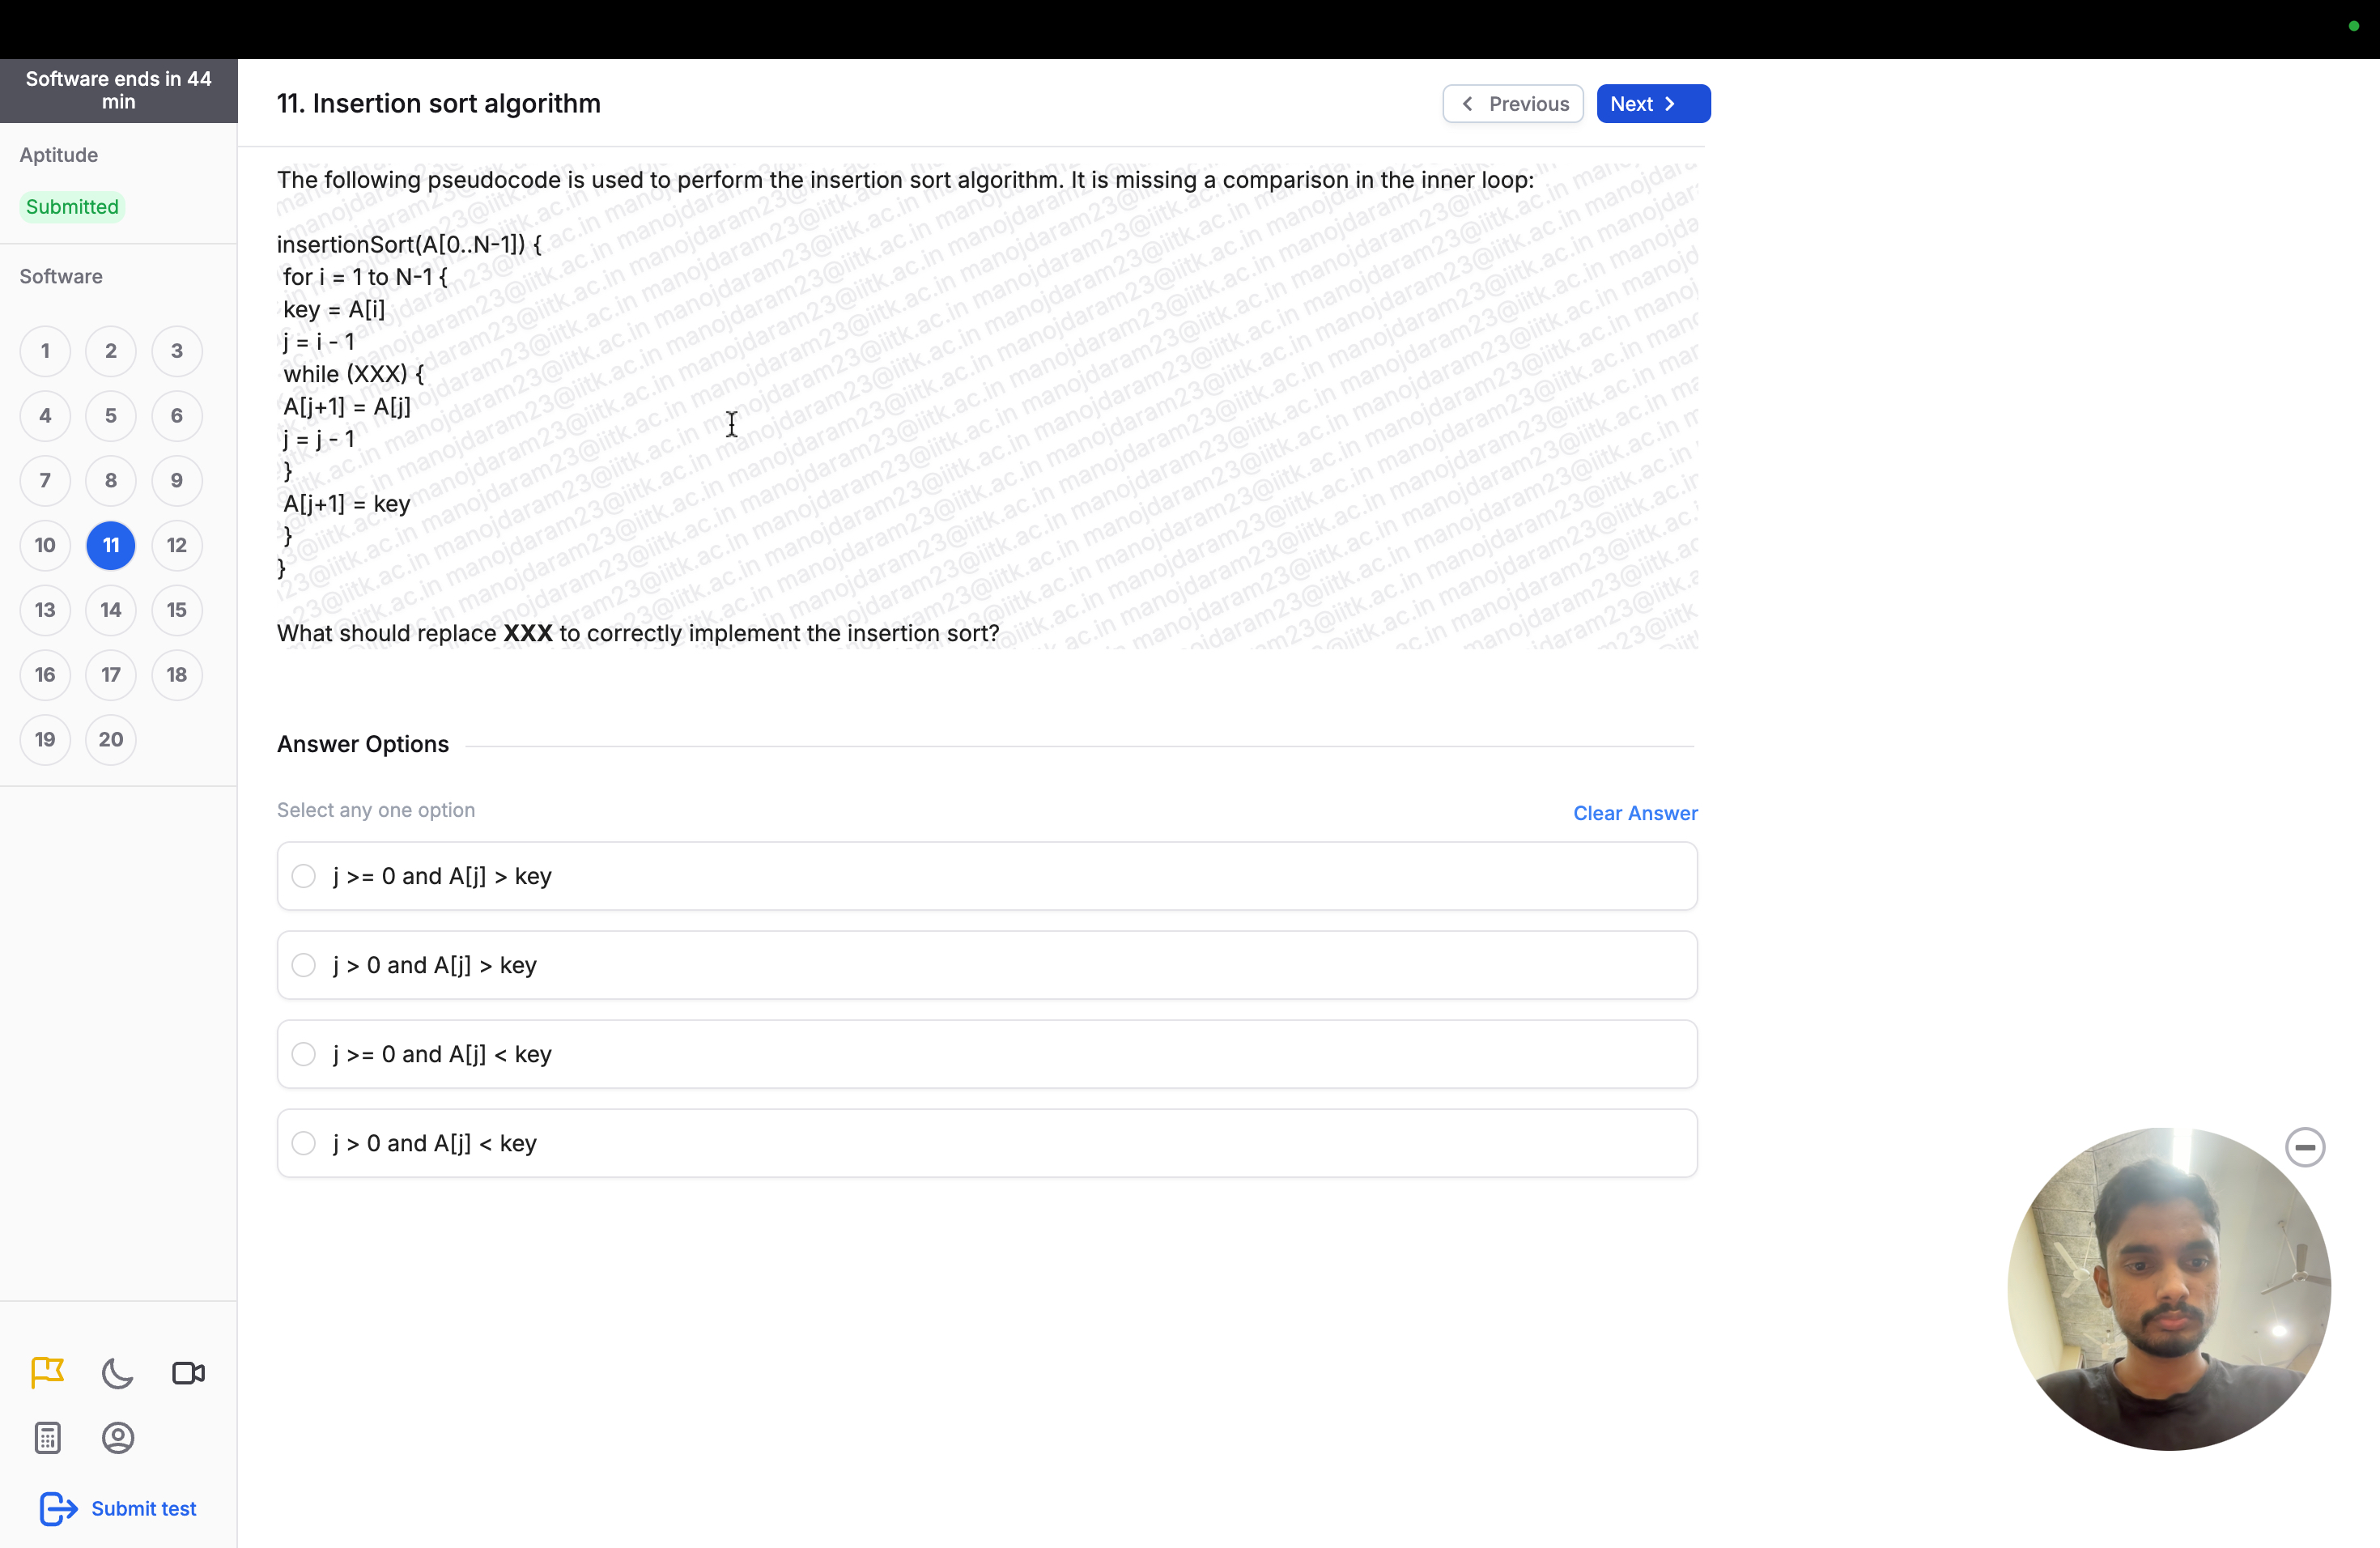 Software ends in 44
min
Aptitude
Submitted
Software
1 2 3
4 5 6
7 8 9
10 11 12
13 14 15
16 17 18
19 20
Submit test
11. Insertion sort algorithm
Previous
Next
The following pseudocode is used to perform the insertion sort algorithm. It is missing a comparison in the inner loop:
insertionSort(A[0..N-1]) {
for i = 1 to N-1 {
key = A[i]
j = i - 1
while (XXX) {
A[j+1] = A[j]
j = j - 1
}
A[j+1] = key
}
}
What should replace XXX to correctly implement the insertion sort?
manojdaram23@iitk.ac.in
Answer Options
Select any one option
Clear Answer
j >= 0 and A[j] > key
j > 0 and A[j] > key
j >= 0 and A[j] < key
j > 0 and A[j] < key